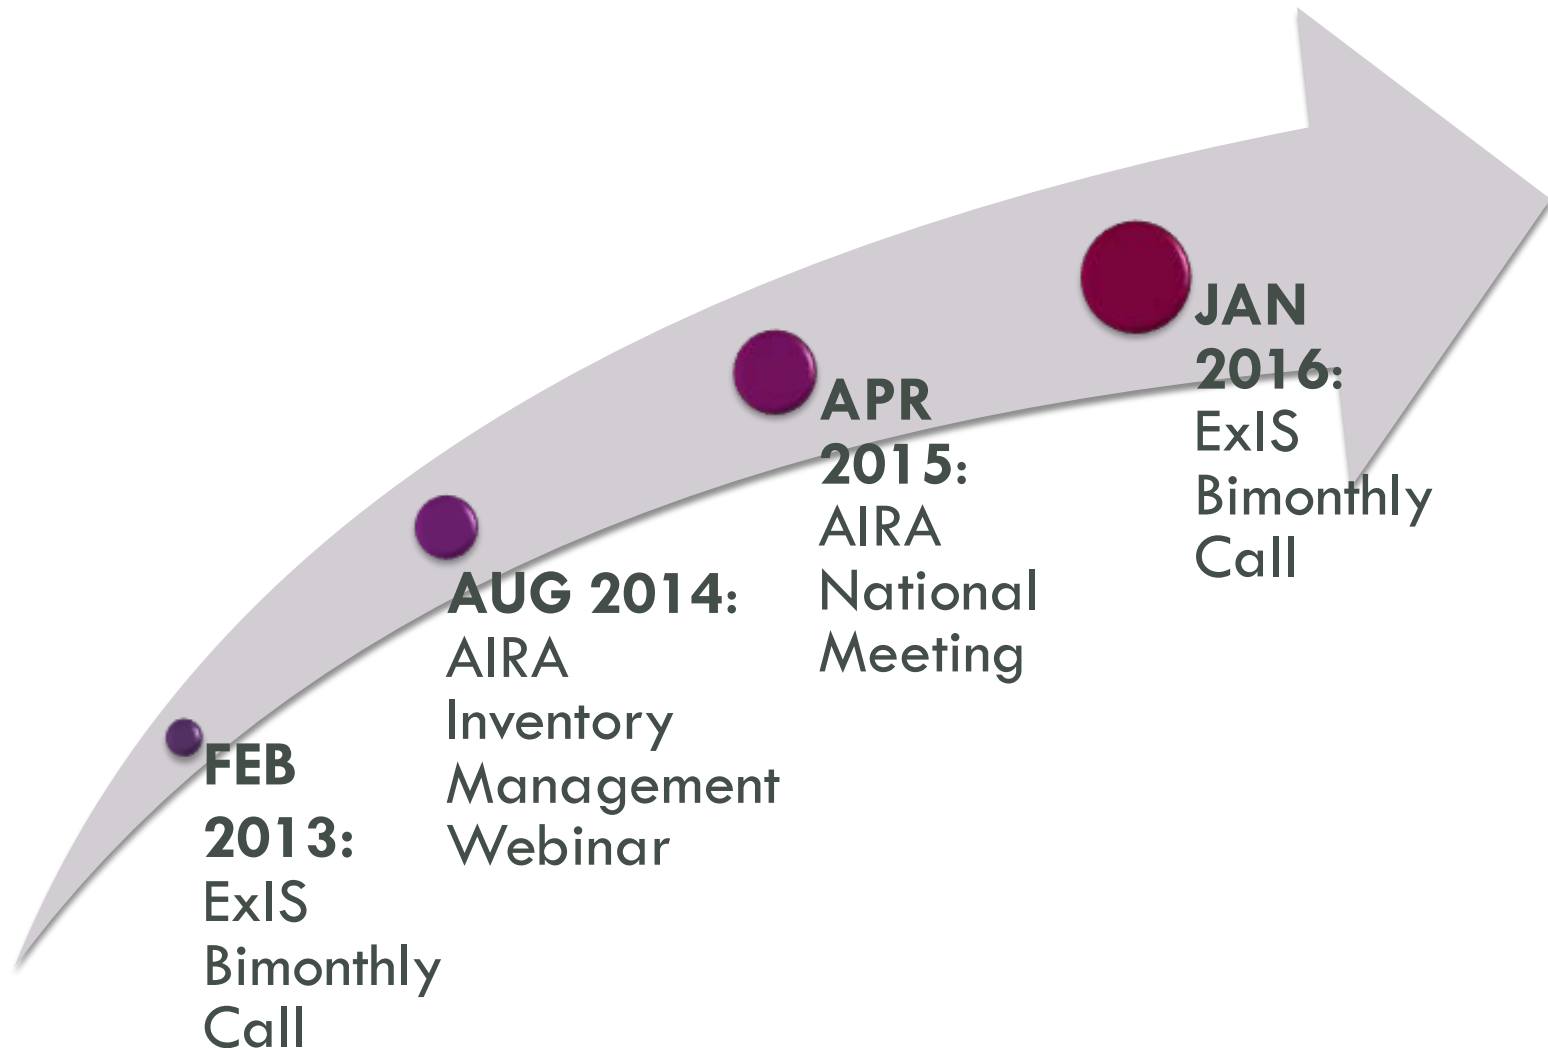 FEB
2013:
ExIS
Bimonthly
Call
AUG 2014:
AIRA
Inventory
Management
Webinar
APR
2015:
AIRA
National
Meeting
JAN
2016:
ExIS
Bimonthly
Call